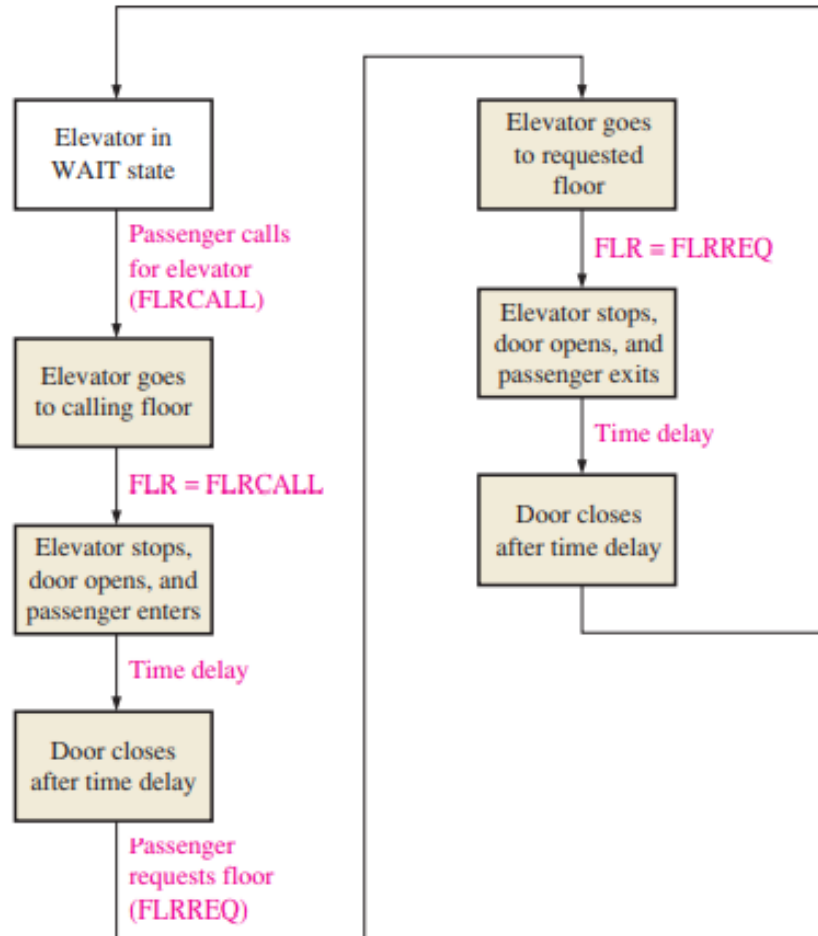 Elevator in
WAIT state
Passenger calls
for elevator
(FLRCALL)
Elevator goes
to calling floor
FLR = FLRCALL
Elevator stops,
door opens, and
passenger enters
Time delay
Door closes
after time delay
Passenger
requests floor
(FLRREQ)
Elevator goes
to requested
floor
FLR = FLRREQ
Elevator stops,
door opens, and
passenger exits
Time delay
Door closes
after time delay